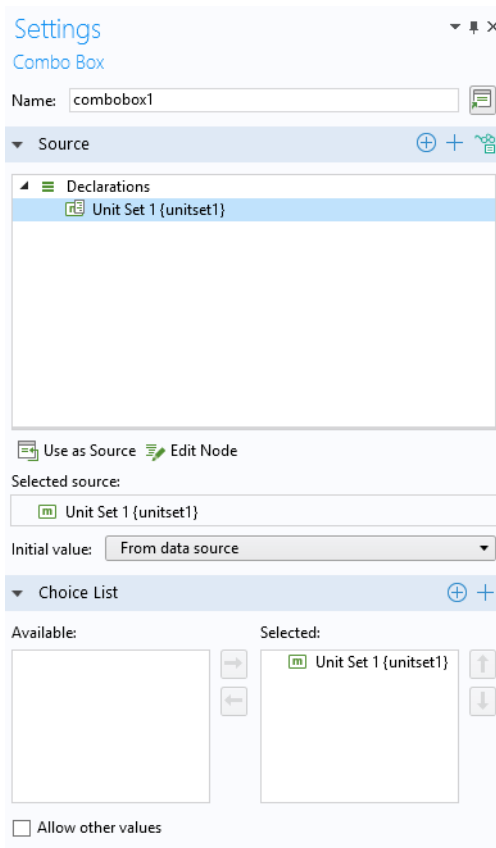 Settings
Combo Box
Name: combobox1
Source
Declarations
Unit Set 1 {unitset1}
Use as Source Edit Node
Selected source:
Unit Set 1 {unitset1}
Initial value: From data source
Choice List
Available: Selected:
Unit Set 1 {unitset1}
Allow other values